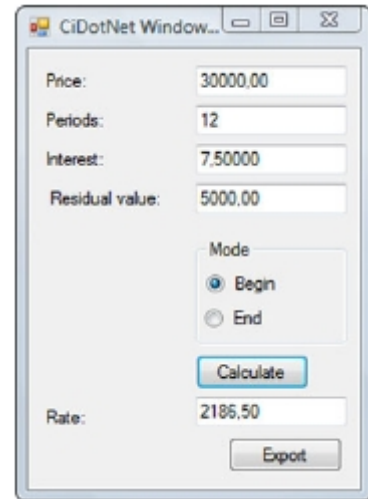 CiDotNet Window...
Price: 30000,00
Periods: 12
Interest: 7,50000
Residual value: 5000,00
Mode
Begin
End
Calculate
Rate: 2186,50
Export